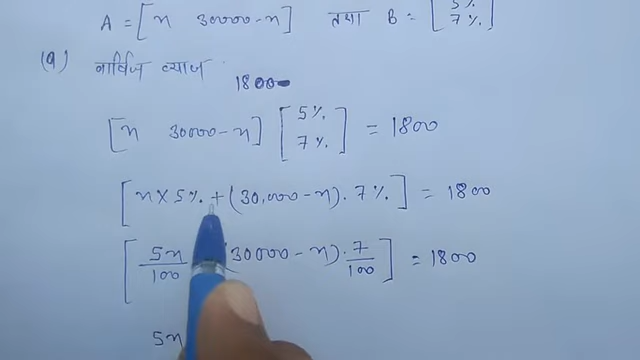 A = [x 30000-x] तथा B = [5% 7%]
(a) वार्षिक ब्याज
1800
[x 30000-x] [5% 7%] = 1800
[x × 5% + (30,000-x). 7%] = 1800
[5x/100 (30000-x). 7/100] = 1800
5x